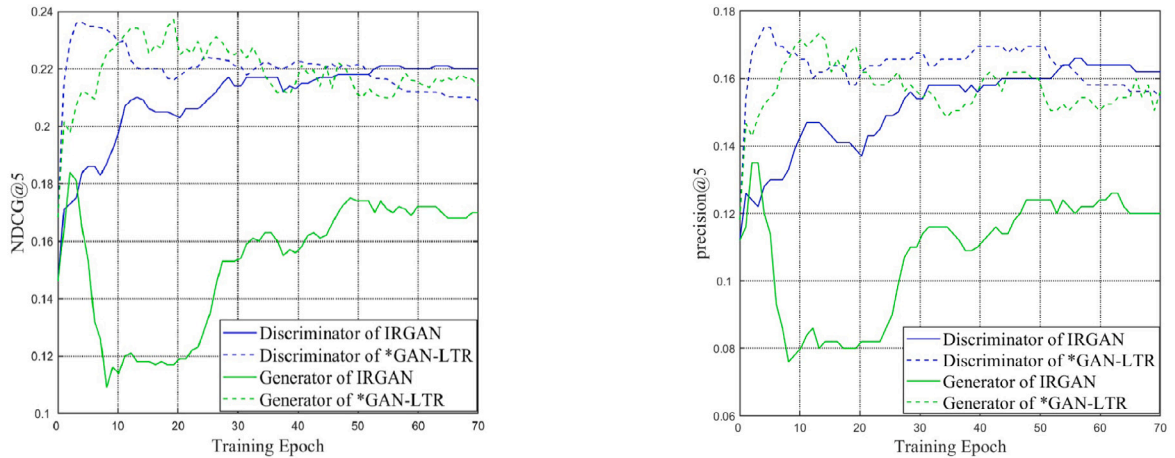 0.24
0.22
0.2
0.18
0.16
0.14
0.12
0.1
NDCG@5
0 10 20 30 40 50 60 70
Training Epoch
Discriminator of IRGAN
Discriminator of *GAN-LTR
Generator of IRGAN
Generator of *GAN-LTR
0.18
0.16
0.14
0.12
0.1
0.08
0.06
precision@5
0 10 20 30 40 50 60 70
Training Epoch
Discriminator of IRGAN
Discriminator of *GAN-LTR
Generator of IRGAN
Generator of *GAN-LTR